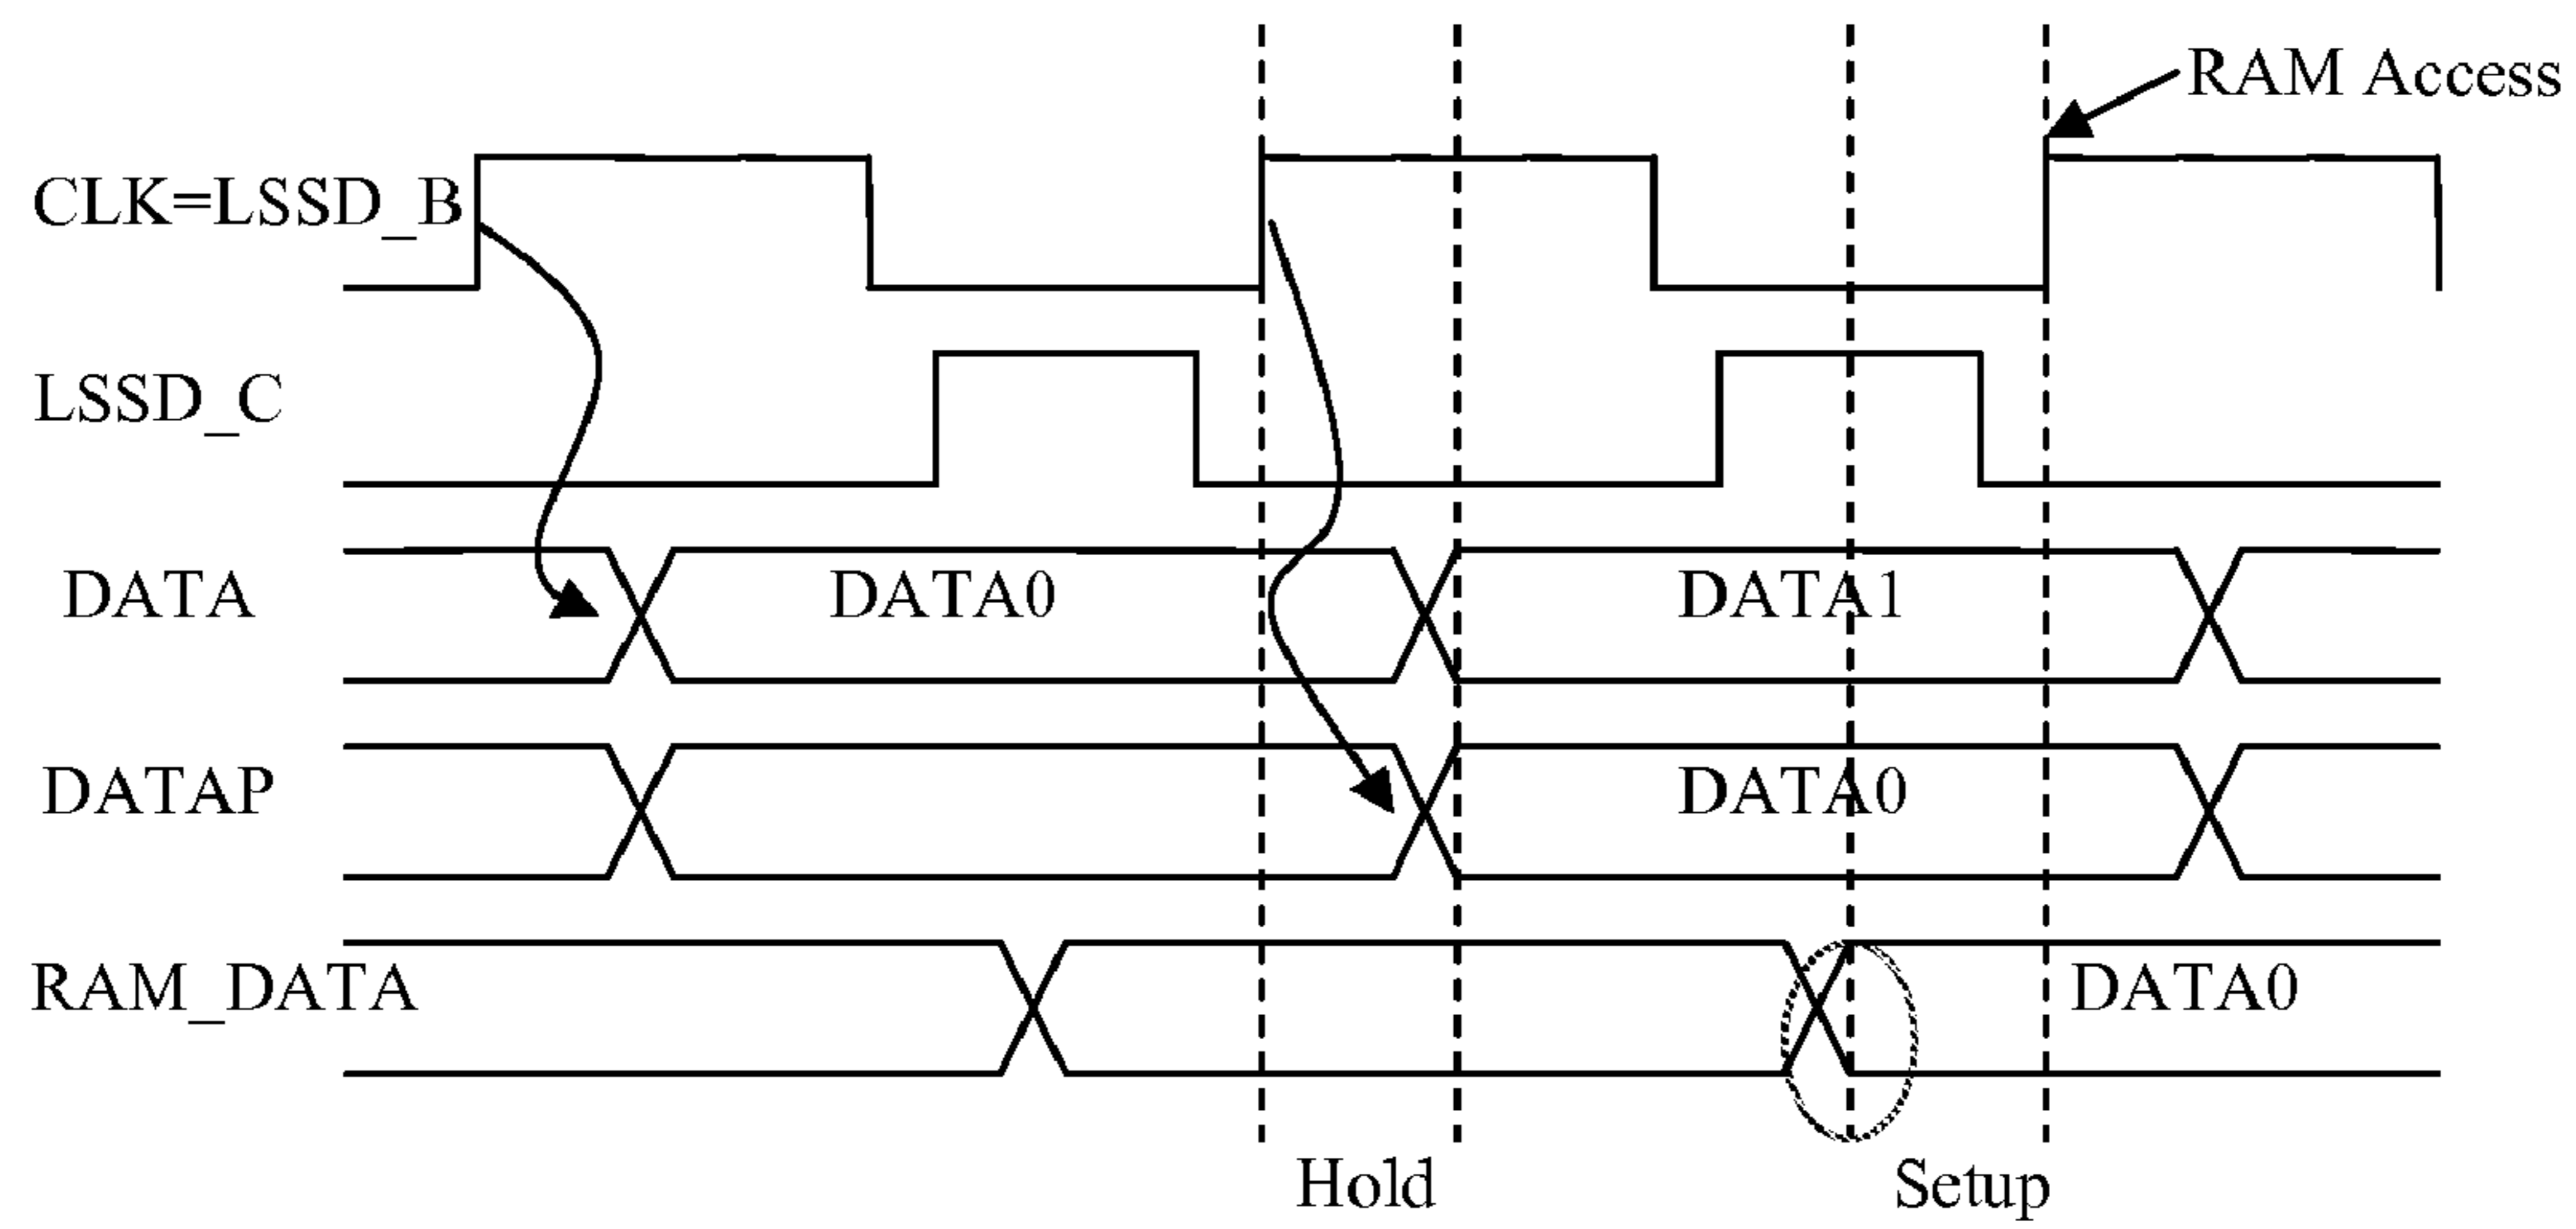 RAM Access
CLK=LSSD_B
LSSD_C
DATA DATA0 DATA1
DATAP DATA0
RAM_DATA DATA0
Hold Setup